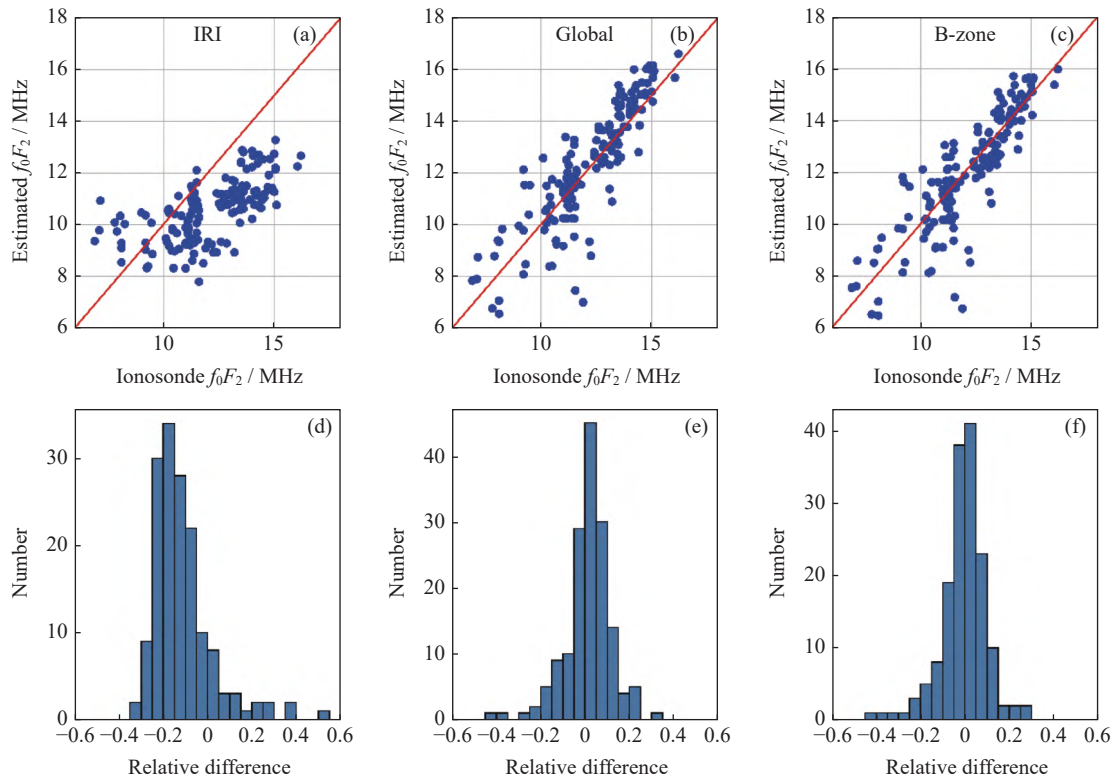 IRI (a)
18
16
14
12
10
8
6
10 15
Estimated f₀F₂ / MHz
Ionosonde f₀F₂ / MHz
Global (b)
18
16
14
12
10
8
6
10 15
Estimated f₀F₂ / MHz
Ionosonde f₀F₂ / MHz
B-zone (c)
18
16
14
12
10
8
6
10 15
Estimated f₀F₂ / MHz
Ionosonde f₀F₂ / MHz
(d)
30
20
10
0
−0.6 −0.4 −0.2 0 0.2 0.4 0.6
Number
Relative difference
(e)
40
30
20
10
0
−0.6 −0.4 −0.2 0 0.2 0.4 0.6
Number
Relative difference
(f)
40
30
20
10
0
−0.6 −0.4 −0.2 0 0.2 0.4 0.6
Number
Relative difference